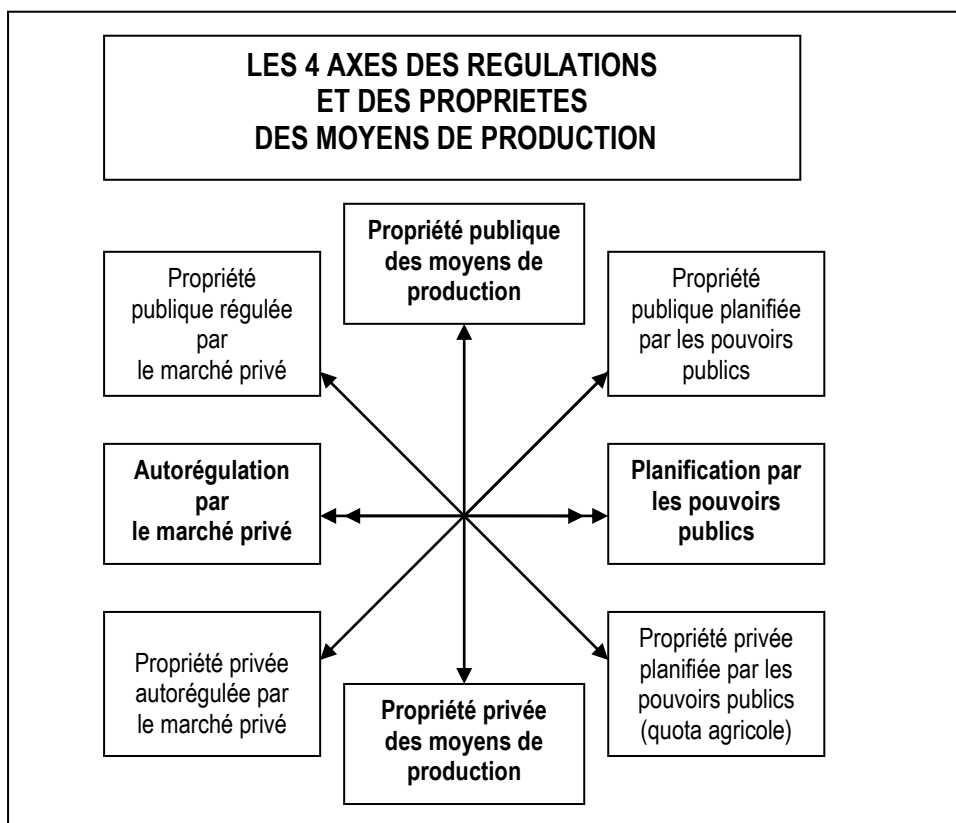 LES 4 AXES DES REGULATIONS
ET DES PROPRIETES
DES MOYENS DE PRODUCTION
Propriété publique
des moyens de
production
Propriété
publique régulée
par
le marché privé
Propriété
publique planifiée
par les pouvoirs
publics
Autorégulation
par
le marché privé
Planification par
les pouvoirs
publics
Propriété privée
autorégulée par
le marché privé
Propriété privée
des moyens de
production
Propriété privée
planifiée par les
pouvoirs publics
(quota agricole)